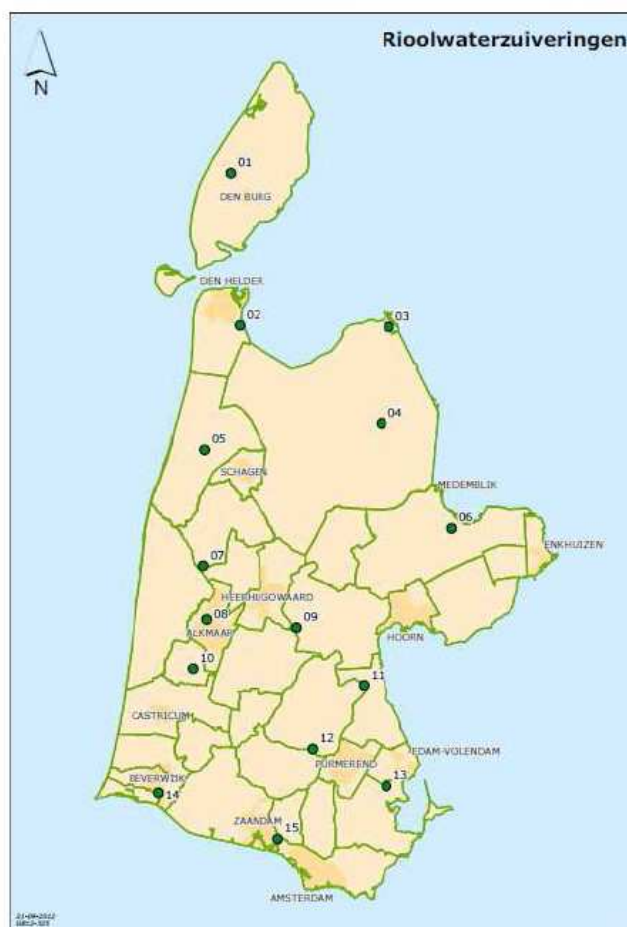 Rioolwaterzuiveringen
N
01
DEN BURG
DEN HELDER
02
03
04
05
SCHAGEN
MEDEMBLIK
06
ENKHUIZEN
07
HEERHUGOWAARD
08
ALKMAAR
09
HOORN
10
11
CASTRICUM
12
EDAM-VOLENDAM
PURMEREND
13
BEVERWIJK
14
ZAANDAM
15
AMSTERDAM